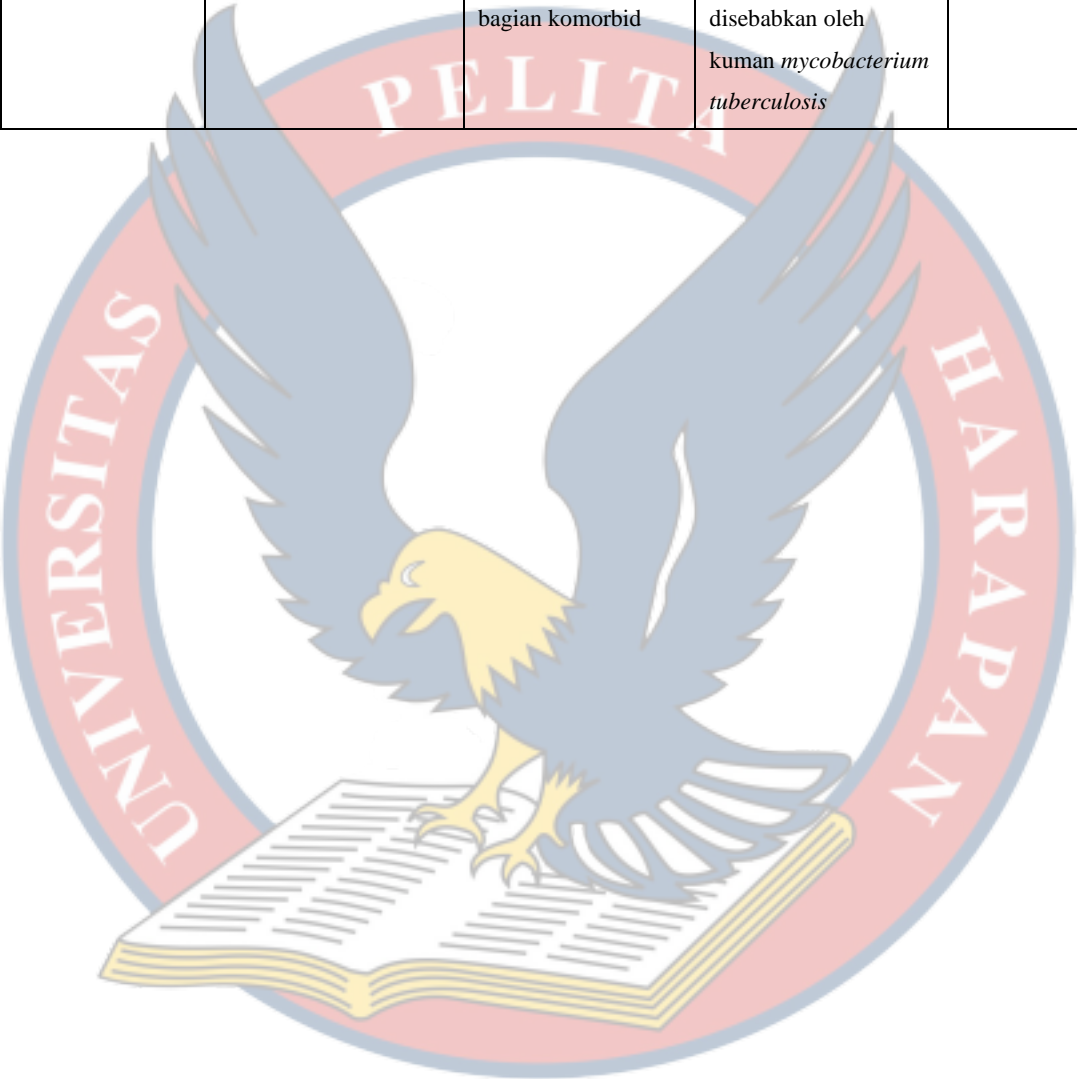 bagian komorbid
disebabkan oleh
kuman mycobacterium
tuberculosis
UNIVERSITAS PELITA HARAPAN